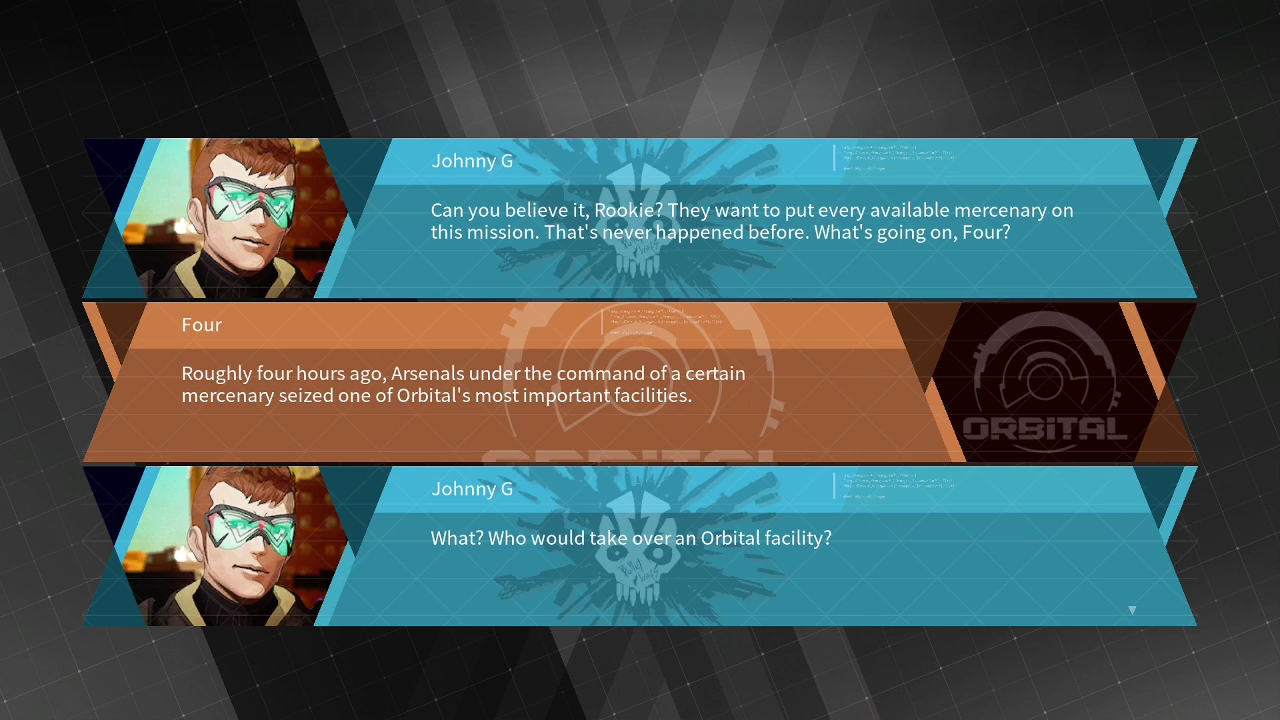 Johnny G
Can you believe it, Rookie? They want to put every available mercenary on
this mission. That's never happened before. What's going on, Four?
Four
Roughly four hours ago, Arsenals under the command of a certain
mercenary seized one of Orbital's most important facilities.
ORBITAL
Johnny G
What? Who would take over an Orbital facility?